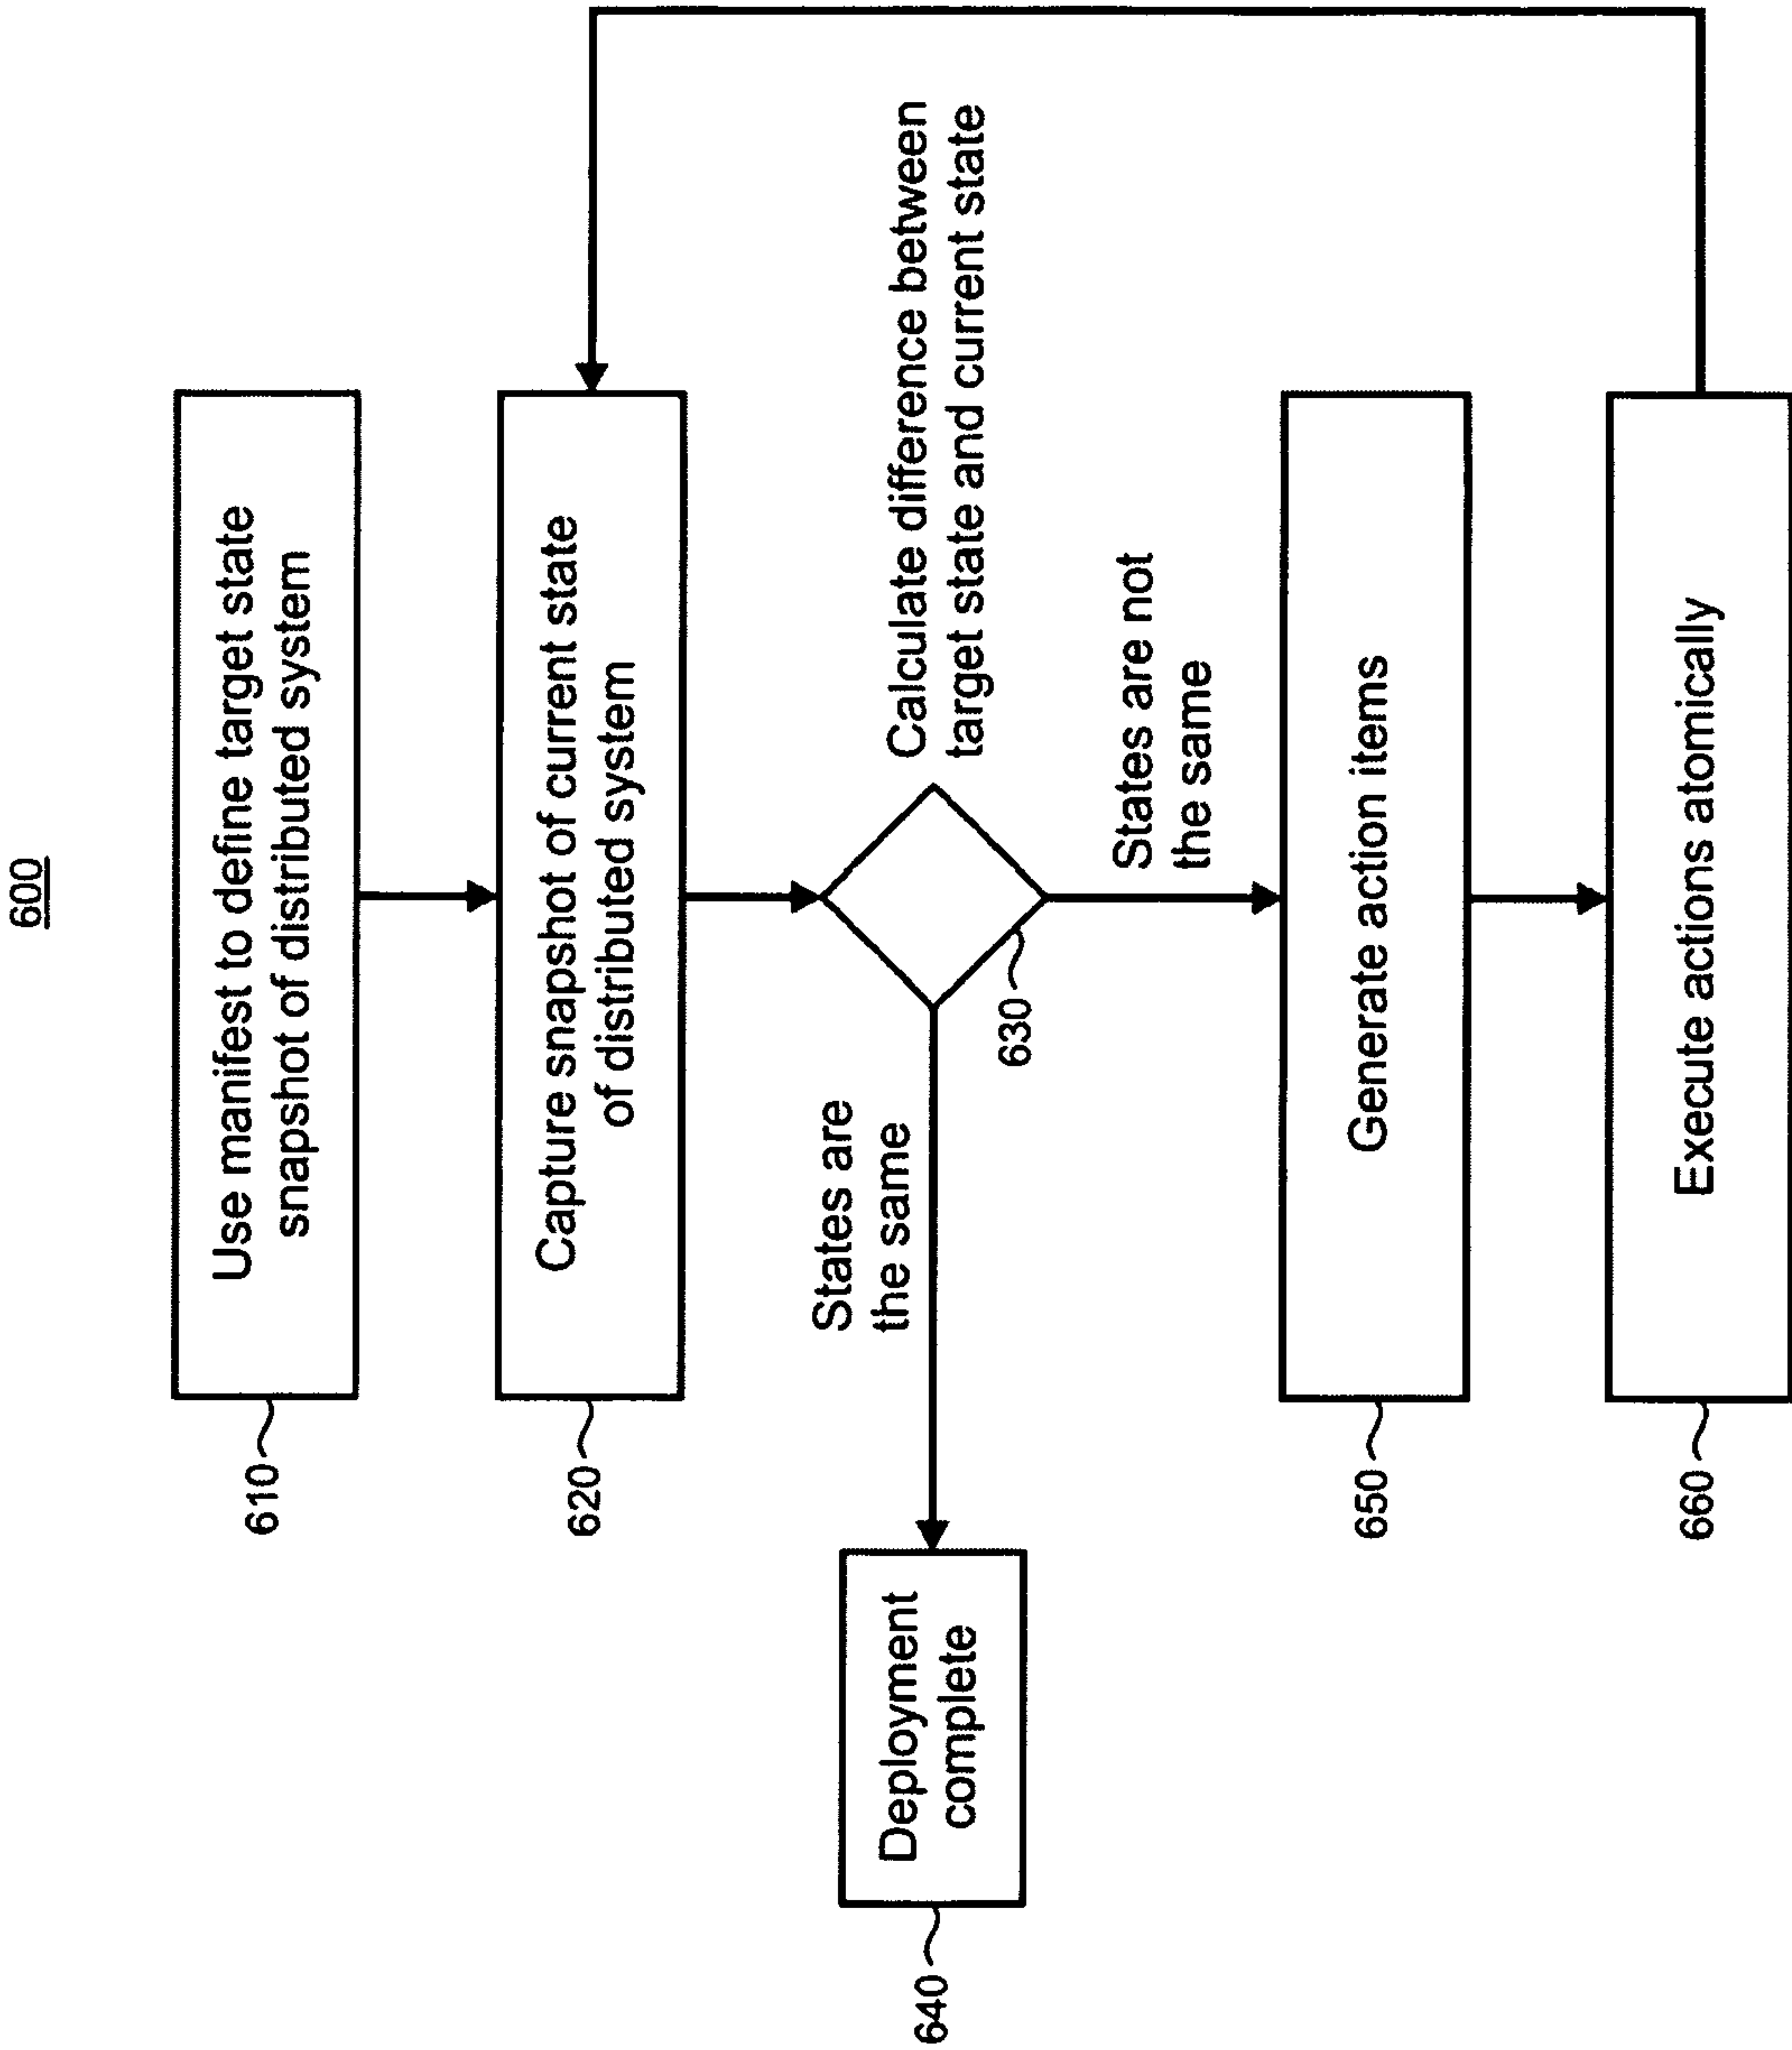 600
610
Use manifest to define target state
snapshot of distributed system
620
Capture snapshot of current state
of distributed system
630
Calculate difference between
target state and current state
States are
the same
640
Deployment
complete
States are not
the same
650
Generate action items
660
Execute actions atomically